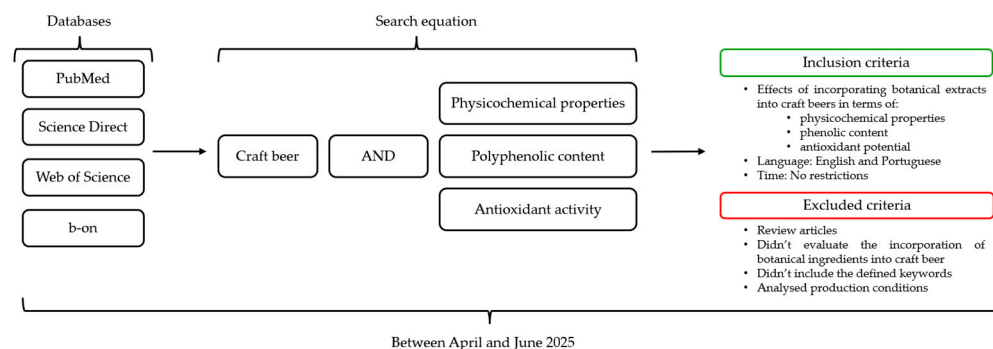 Databases
Search equation
PubMed
Science Direct
Web of Science
b-on
Craft beer
AND
Physicochemical properties
Polyphenolic content
Antioxidant activity
Inclusion criteria
• Effects of incorporating botanical extracts
into craft beers in terms of:
• physicochemical properties
• phenolic content
• antioxidant potential
• Language: English and Portuguese
• Time: No restrictions
Excluded criteria
• Review articles
• Didn't evaluate the incorporation of
botanical ingredients into craft beer
• Didn't include the defined keywords
• Analysed production conditions
Between April and June 2025